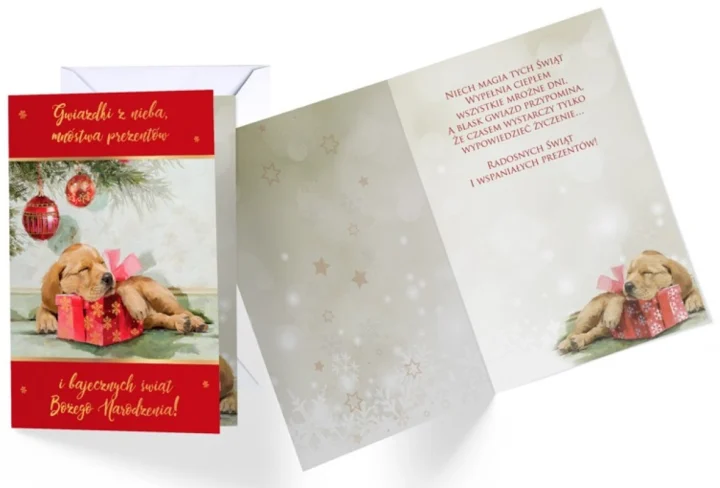 Gwiazdki z nieba,
mnóstwa prezentów
i bajecznych świąt
Bożego Narodzenia!
Niech magia tych Świąt
Wypełnia ciepłem
wszystkie mroźne dni,
a blask gwiazd przypomina,
że czasem wystarczy tylko
wypowiedzieć życzenie...
Radosnych Świąt
i wspaniałych prezentów!